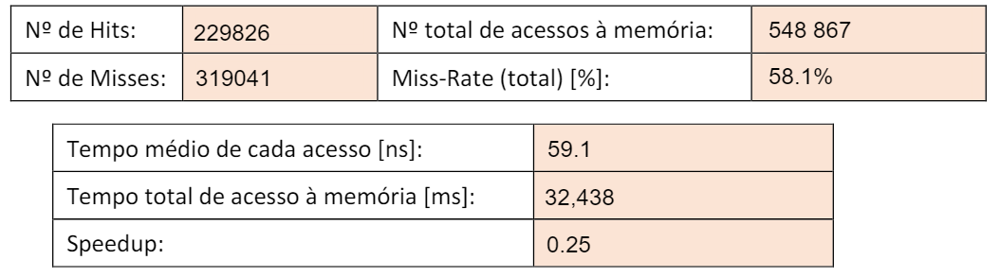 Nº de Hits: 229826 Nº total de acessos à memória: 548 867
Nº de Misses: 319041 Miss-Rate (total) [%]: 58.1%
Tempo médio de cada acesso [ns]: 59.1
Tempo total de acesso à memória [ms]: 32,438
Speedup: 0.25